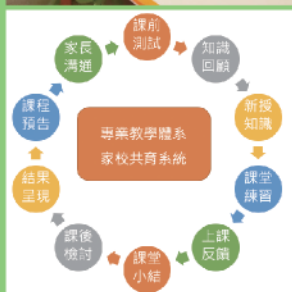 課前
測試
知識
回顧
新授
知識
課堂
練習
上課
反饋
課堂
小結
課後
檢討
結果
呈現
課程
預告
家長
溝通
專業教學體系
家校共育系統